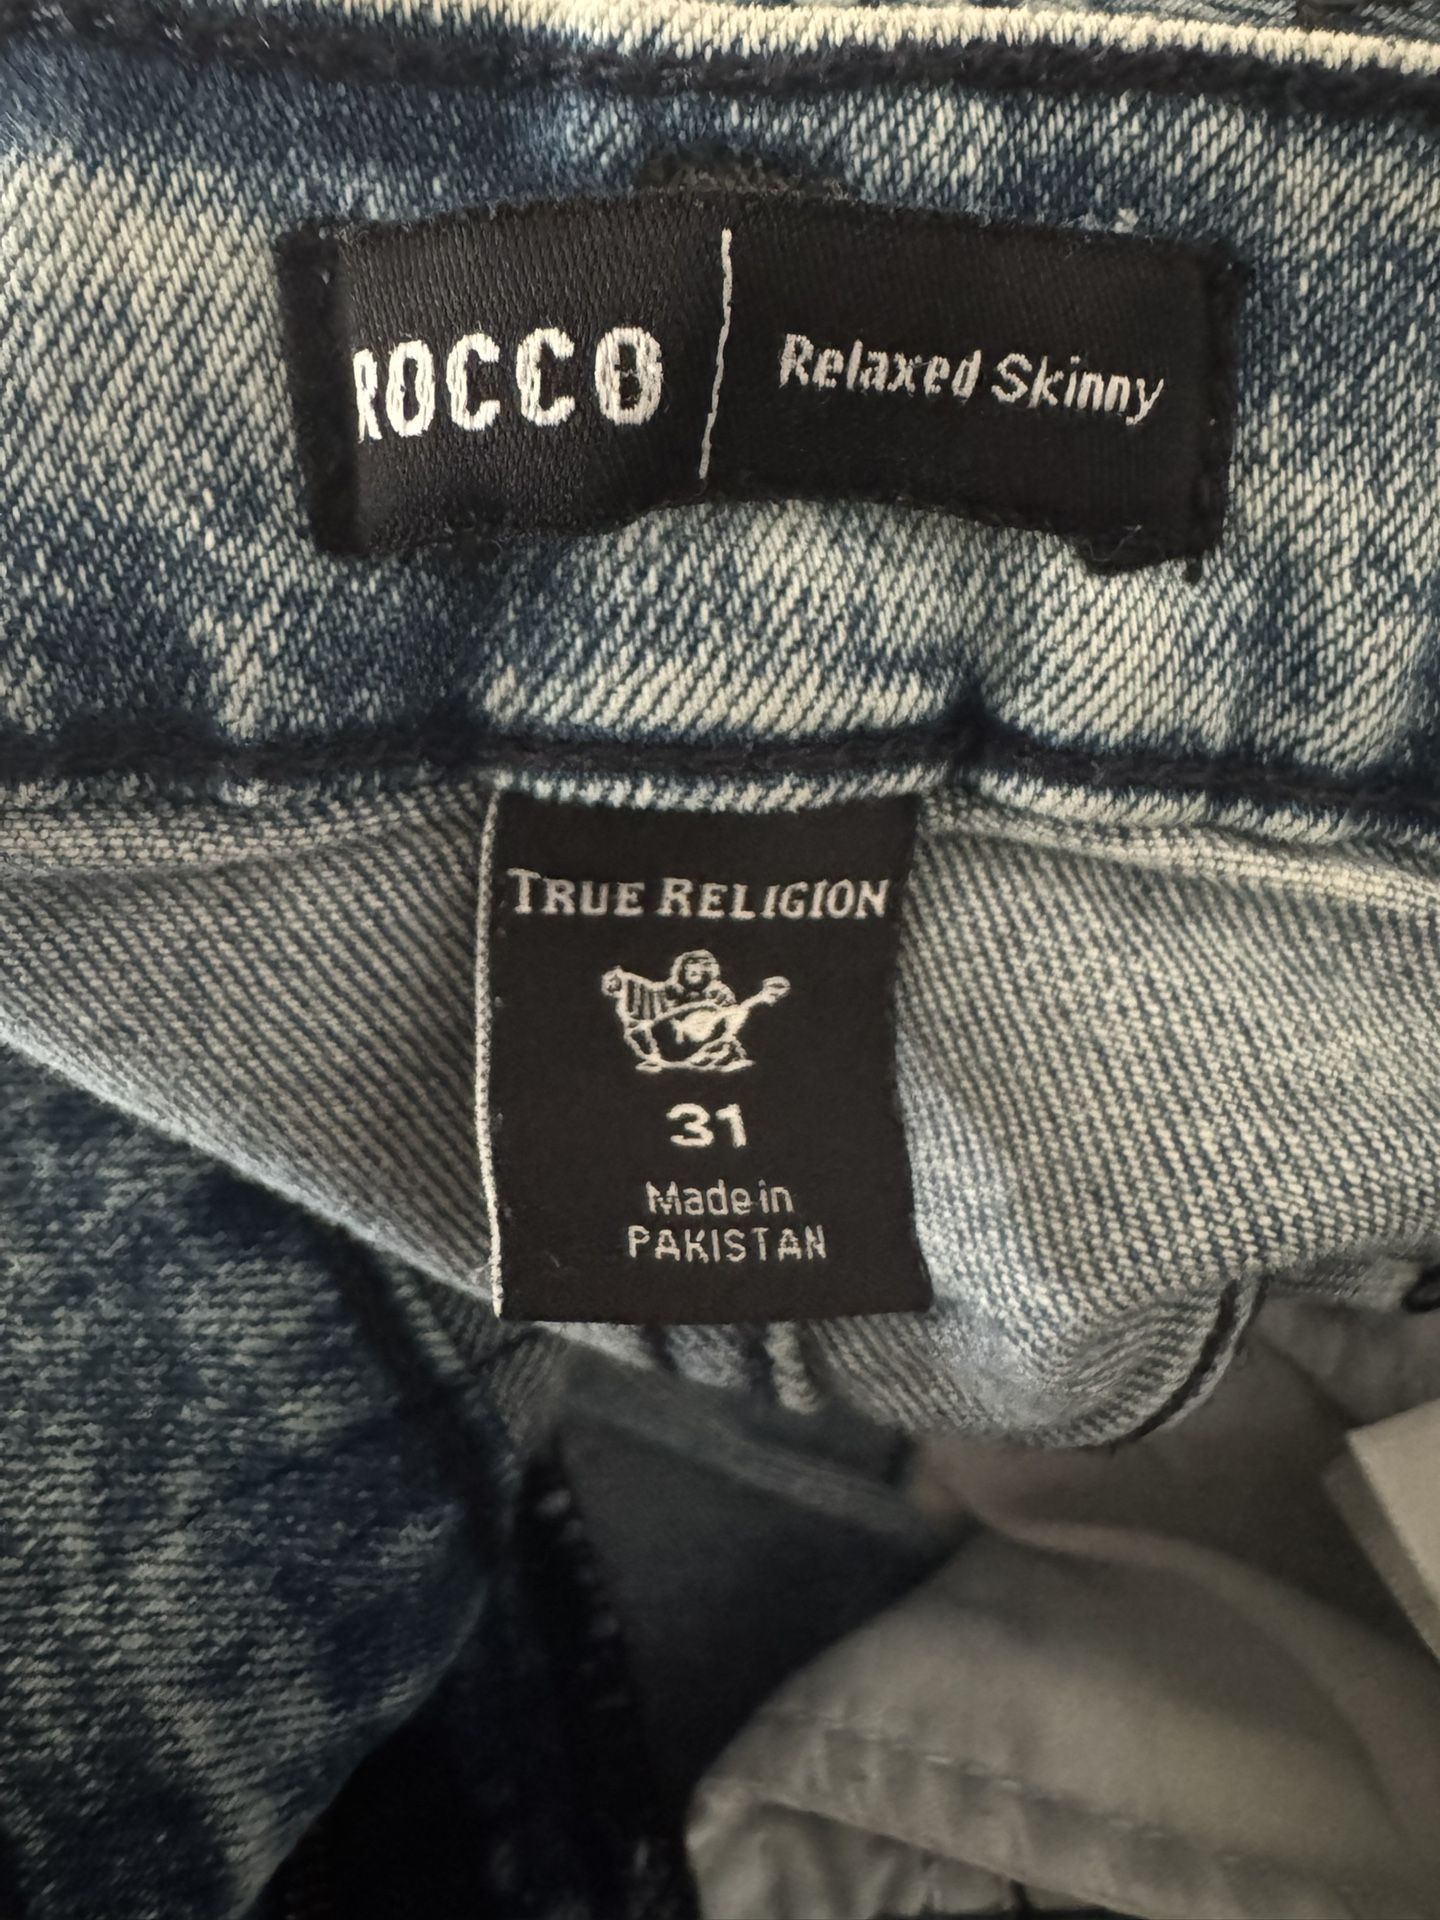 ROCCO | Relaxed Skinny
TRUE RELIGION
31
Made in
PAKISTAN